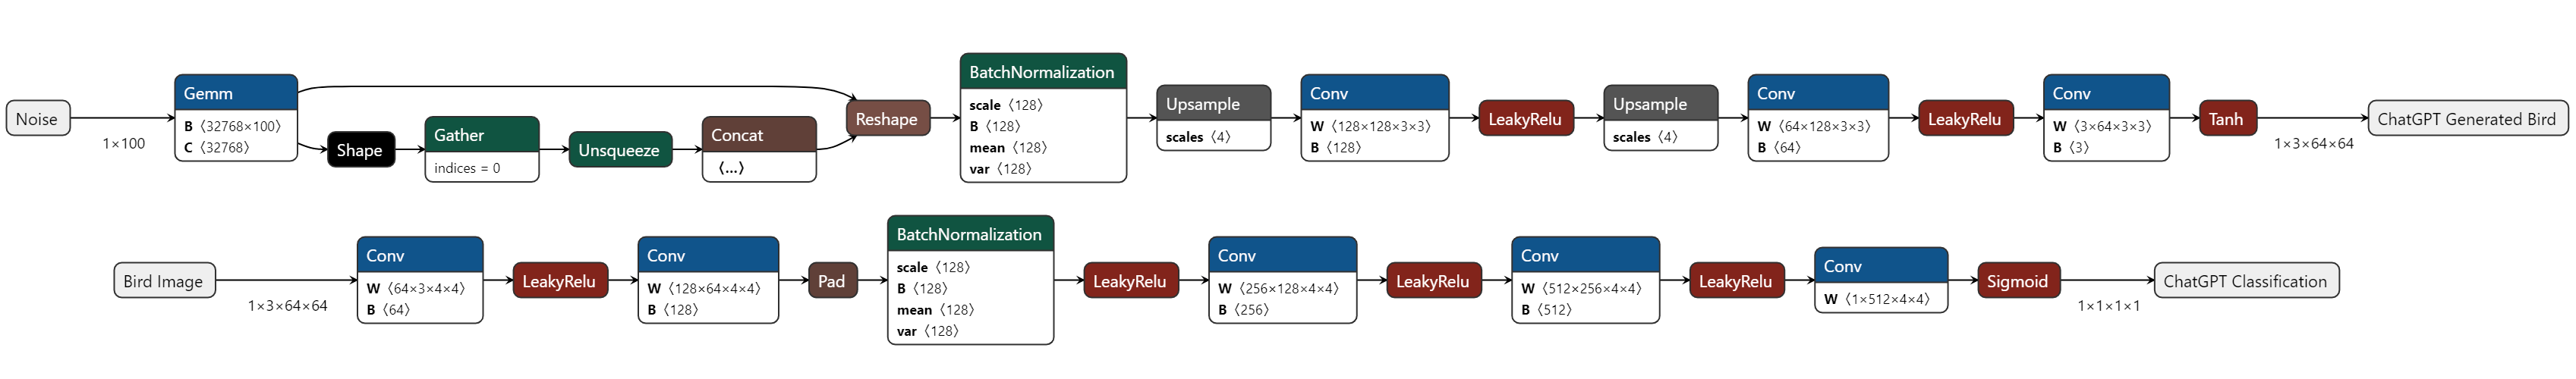 Noise
1×100
Gemm
B 〈32768×100〉
C 〈32768〉
Shape
Gather
indices = 0
Unsqueeze
Concat
〈...〉
Reshape
BatchNormalization
scale 〈128〉
B 〈128〉
mean 〈128〉
var 〈128〉
Upsample
scales 〈4〉
Conv
W 〈128×128×3×3〉
B 〈128〉
LeakyRelu
Upsample
scales 〈4〉
Conv
W 〈64×128×3×3〉
B 〈64〉
LeakyRelu
Conv
W 〈3×64×3×3〉
B 〈3〉
Tanh
1×3×64×64
ChatGPT Generated Bird
Bird Image
1×3×64×64
Conv
W 〈64×3×4×4〉
B 〈64〉
LeakyRelu
Conv
W 〈128×64×4×4〉
B 〈128〉
Pad
BatchNormalization
scale 〈128〉
B 〈128〉
mean 〈128〉
var 〈128〉
LeakyRelu
Conv
W 〈256×128×4×4〉
B 〈256〉
LeakyRelu
Conv
W 〈512×256×4×4〉
B 〈512〉
LeakyRelu
Conv
W 〈1×512×4×4〉
Sigmoid
1×1×1×1
ChatGPT Classification